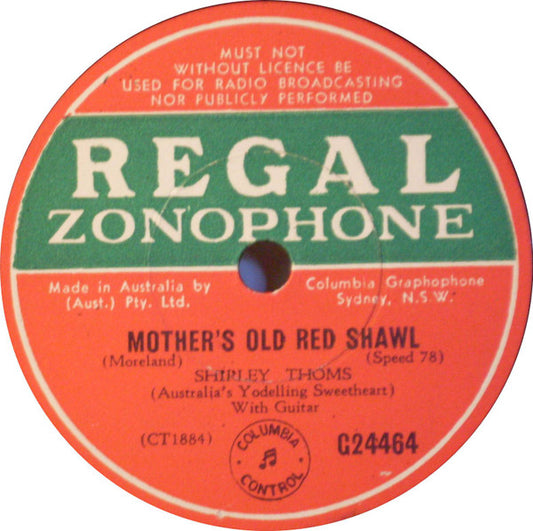 MUST NOT
WITHOUT LICENCE BE
USED FOR RADIO BROADCASTING
NOR PUBLICLY PERFORMED
REGAL
ZONOPHONE
Made in Australia by Columbia Graphophone
(Aust.) Pty. Ltd. Sydney, N.S.W.
MOTHER'S OLD RED SHAWL
(Moreland) (Speed 78)
SHIRLEY THOMS
(Australia's Yodelling Sweetheart)
With Guitar
(CT1884) G24464
· COLUMBIA ·
CONTROL